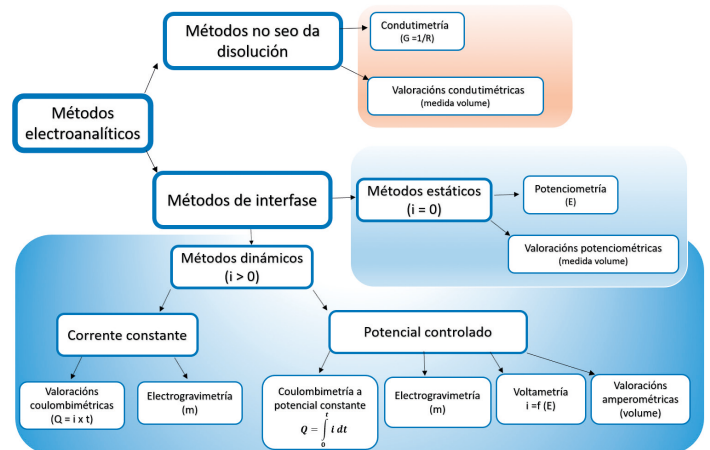 Métodos no seo da
disolución
Condutimetría
(G =1/R)
Valoracións condutimétricas
(medida volume)
Métodos
electroanalíticos
Métodos de interfase
Métodos estáticos
(i = 0)
Potenciometría
(E)
Valoracións potenciométricas
(medida volume)
Métodos dinámicos
(i > 0)
Corrente constante
Potencial controlado
Valoracións
coulombimétricas
(Q = i x t)
Electrogravimetría
(m)
Coulombimetría a
potencial constante
Q = ∫₀ᵗ i dt
Electrogravimetría
(m)
Voltametría
i =f (E)
Valoracións
amperométricas
(volume)